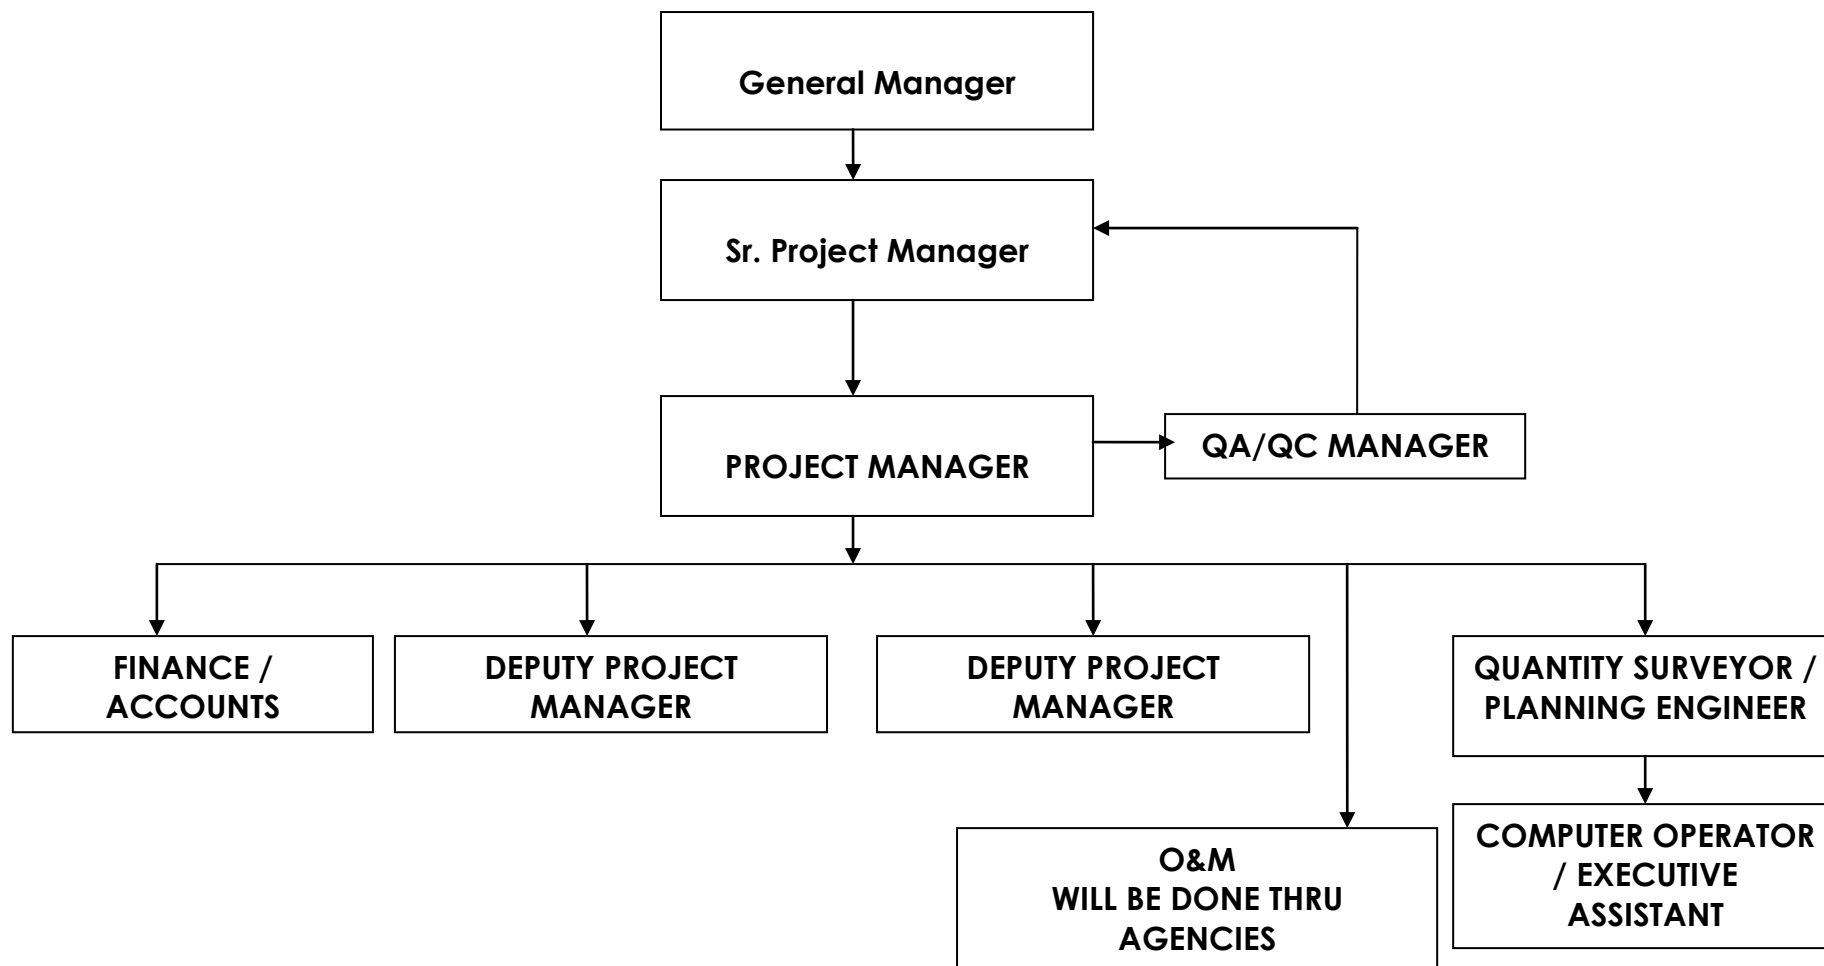 General Manager
Sr. Project Manager
PROJECT MANAGER
QA/QC MANAGER
FINANCE /
ACCOUNTS
DEPUTY PROJECT
MANAGER
DEPUTY PROJECT
MANAGER
QUANTITY SURVEYOR /
PLANNING ENGINEER
O&M
WILL BE DONE THRU
AGENCIES
COMPUTER OPERATOR
/ EXECUTIVE
ASSISTANT